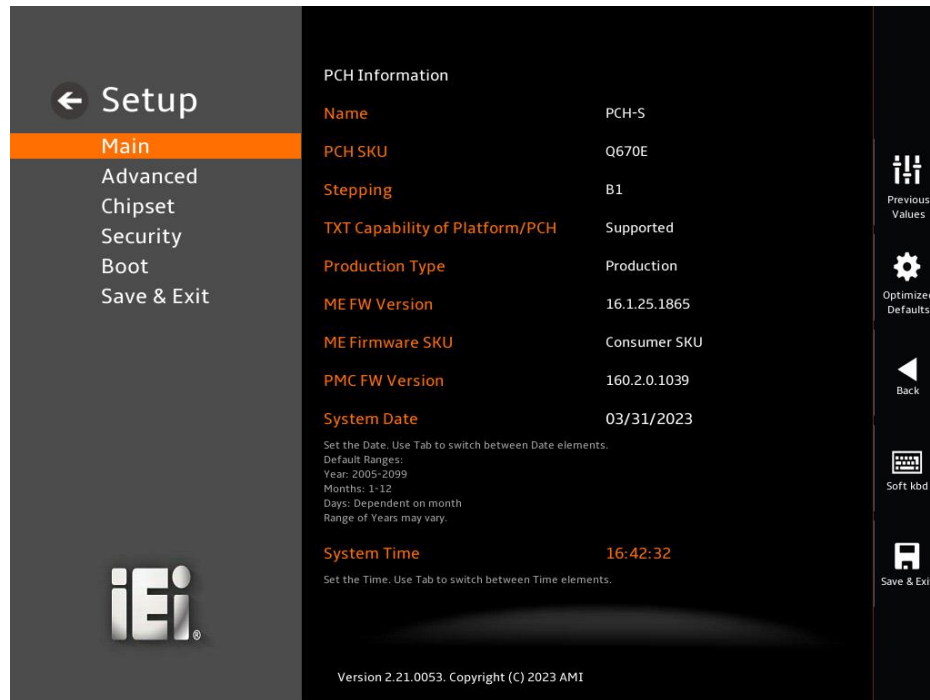 Setup
Main
Advanced
Chipset
Security
Boot
Save & Exit
PCH Information
Name PCH-S
PCH SKU Q670E
Stepping B1
TXT Capability of Platform/PCH Supported
Production Type Production
ME FW Version 16.1.25.1865
ME Firmware SKU Consumer SKU
PMC FW Version 160.2.0.1039
System Date 03/31/2023
Set the Date. Use Tab to switch between Date elements.
Default Ranges:
Year: 2005-2099
Months: 1-12
Days: Dependent on month
Range of Years may vary.
System Time 16:42:32
Set the Time. Use Tab to switch between Time elements.
Version 2.21.0053. Copyright (C) 2023 AMI
Previous
Values
Optimized
Defaults
Back
Soft kbd
Save & Exi
iEi®